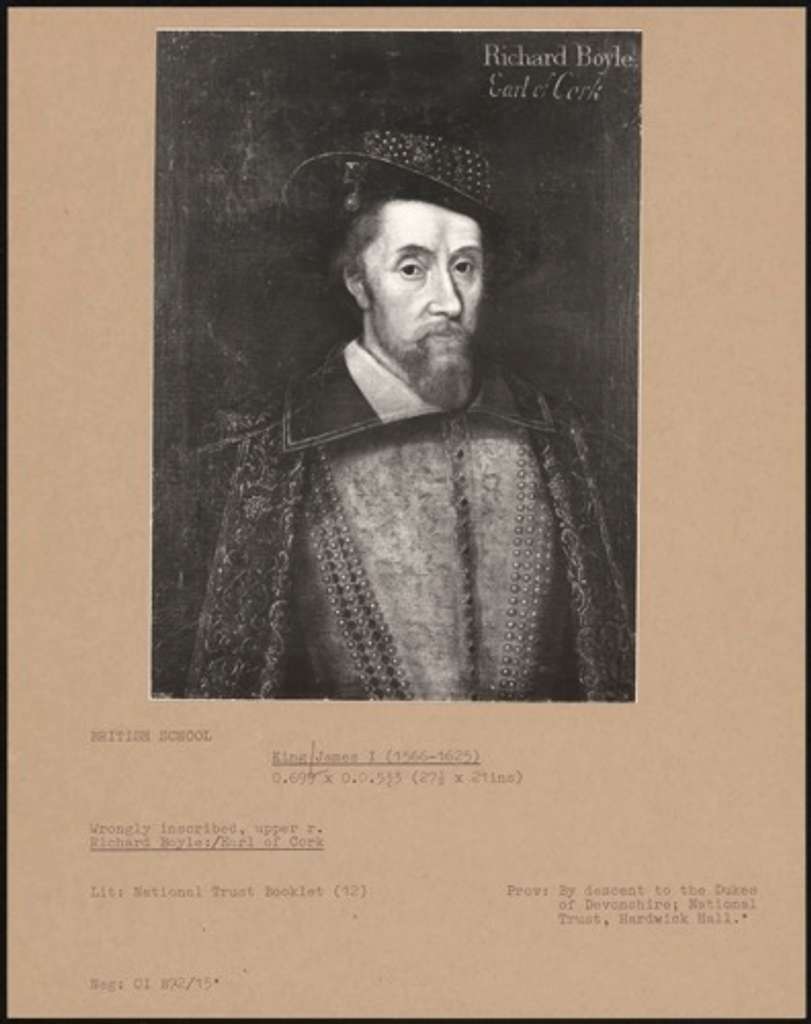 Richard Boyle
Earl of Cork
BRITISH SCHOOL
King/James I (1566-1625)
0.699 x 0.0.533 (27½ x 21ins)
Wrongly inscribed, upper r.
Richard Boyle:/Earl of Cork
Lit: National Trust Booklet (12)
Prov: By descent to the Dukes
of Devonshire; National
Trust, Hardwick Hall.
Neg: CI B72/15